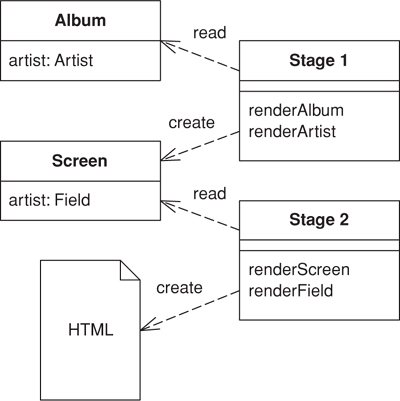 Album
artist: Artist
read
Stage 1
renderAlbum
renderArtist
create
Screen
artist: Field
read
Stage 2
renderScreen
renderField
create
HTML